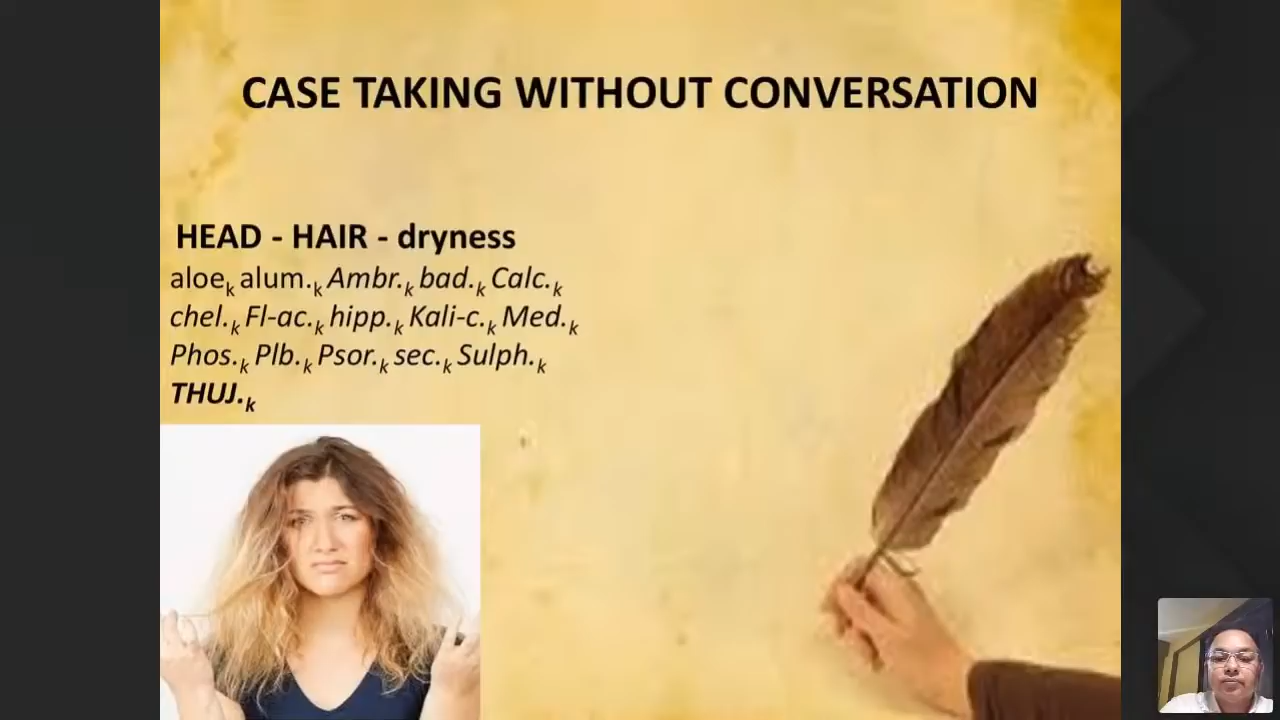 CASE TAKING WITHOUT CONVERSATION
HEAD - HAIR - dryness
aloek alum.k Ambr.k bad.k Calc.k
chel.k Fl-ac.k hipp.k Kali-c.k Med.k
Phos.k Plb.k Psor.k sec.k Sulph.k
THUJ.k